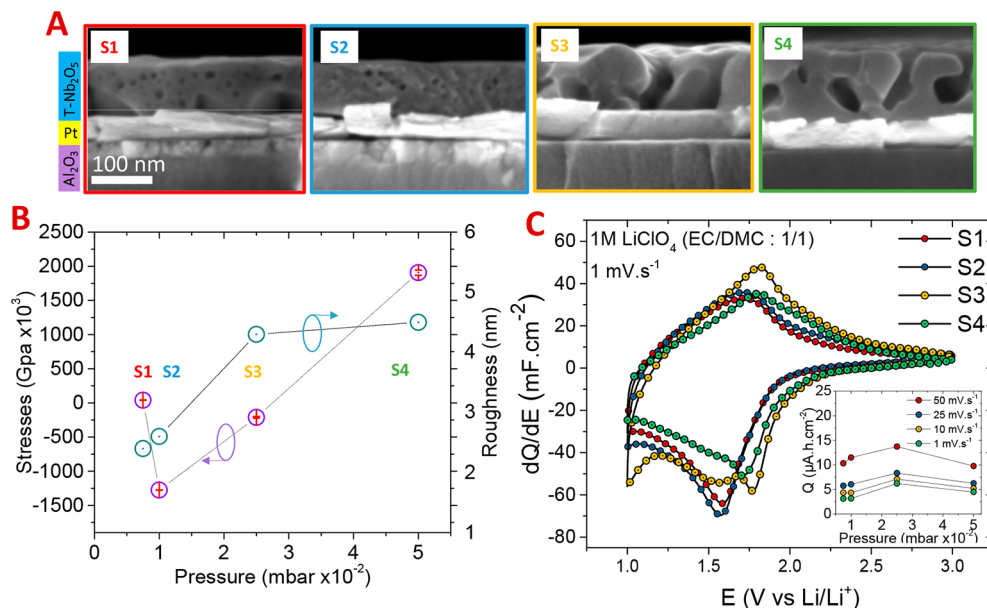 A
S1
S2
S3
S4
T-Nb₂O₅
Pt
Al₂O₃
100 nm
B
2500
2000
1500
1000
500
0
-500
-1000
-1500
Stresses (Gpa x10³)
6
5
4
3
2
1
Roughness (nm)
S1
S2
S3
S4
0
1
2
3
4
5
Pressure (mbar x10⁻²)
C
60
40
20
0
-20
-40
-60
-80
dQ/dE (mF.cm⁻²)
1M LiClO₄ (EC/DMC : 1/1)
1 mV.s⁻¹
S1
S2
S3
S4
1.0
1.5
2.0
2.5
3.0
E (V vs Li/Li⁺)
25
20
15
10
5
0
Q (µA.h.cm⁻²)
50 mV.s⁻¹
25 mV.s⁻¹
10 mV.s⁻¹
1 mV.s⁻¹
1
2
3
4
5
Pressure (mbar x10⁻²)